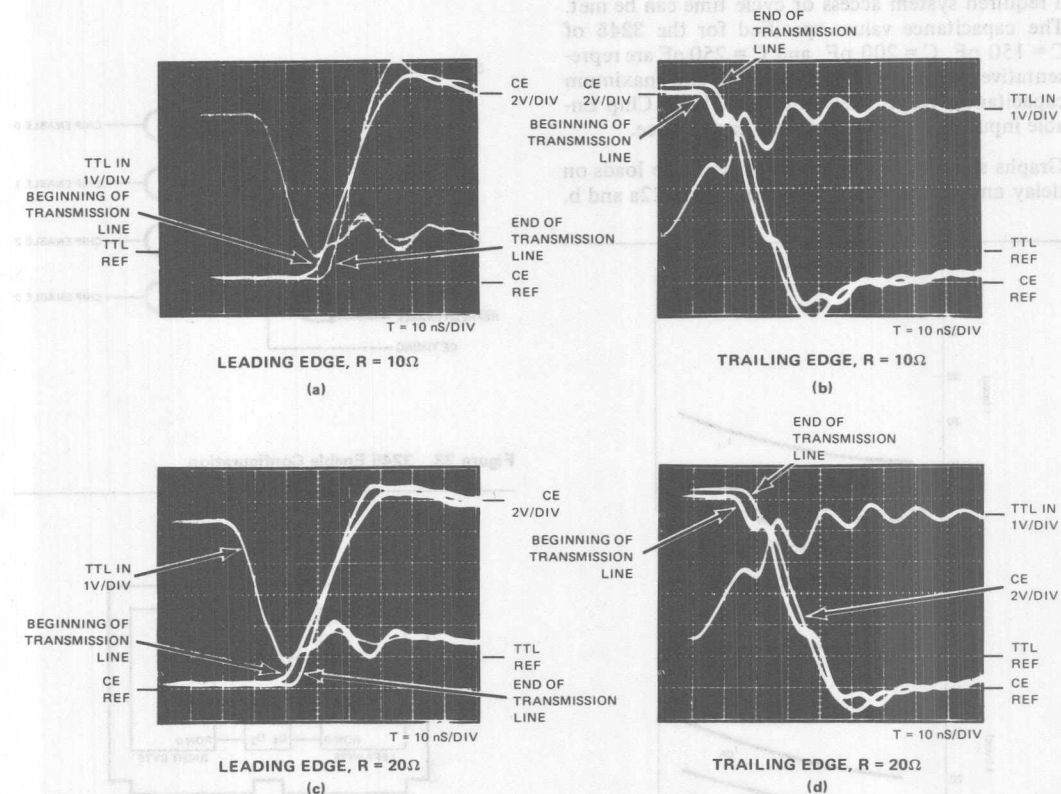 END OF
TRANSMISSION
LINE
CE
2V/DIV
TTL IN
1V/DIV
BEGINNING OF
TRANSMISSION
LINE
TTL
REF
END OF
TRANSMISSION
LINE
CE
REF
T = 10 nS/DIV
LEADING EDGE, R = 10Ω
(a)
CE
2V/DIV
BEGINNING OF
TRANSMISSION
LINE
TTL IN
1V/DIV
TTL
REF
CE
REF
T = 10 nS/DIV
TRAILING EDGE, R = 10Ω
(b)
CE
2V/DIV
TTL IN
1V/DIV
BEGINNING OF
TRANSMISSION
LINE
CE
REF
TTL
REF
END OF
TRANSMISSION
LINE
T = 10 nS/DIV
LEADING EDGE, R = 20Ω
(c)
END OF
TRANSMISSION
LINE
BEGINNING OF
TRANSMISSION
LINE
TTL IN
1V/DIV
CE
2V/DIV
TTL
REF
CE
REF
T = 10 nS/DIV
TRAILING EDGE, R = 20Ω
(d)